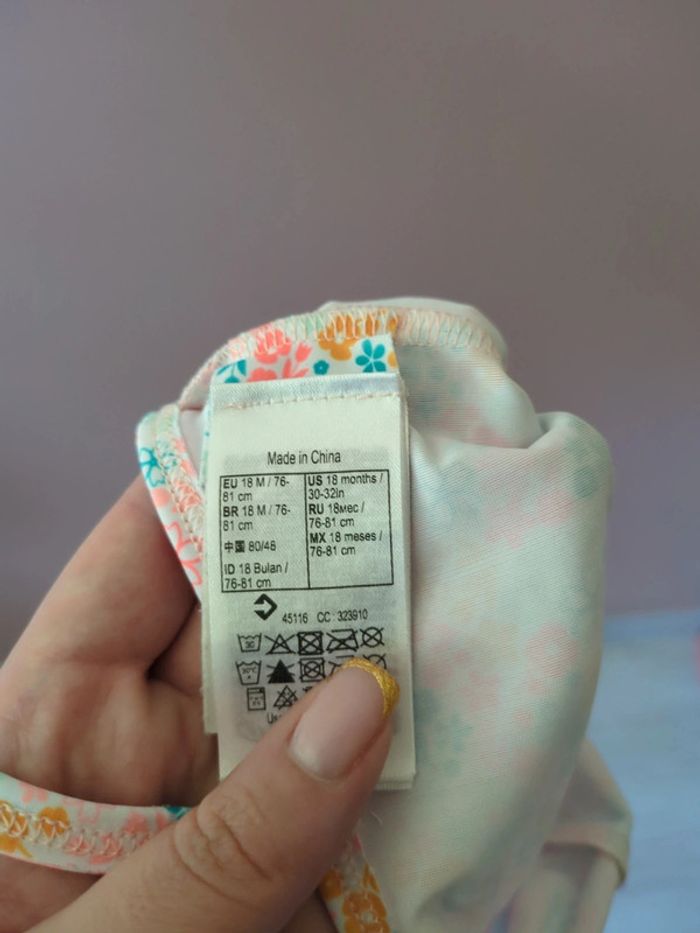 Made in China
EU 18 M / 76-
81 cm
BR 18 M / 76-
81 cm
中国 80/48
ID 18 Bulan /
76-81 cm
US 18 months /
30-32in
RU 18мес /
76-81 cm
MX 18 meses /
76-81 cm
45116 CC: 323910
30
30°C